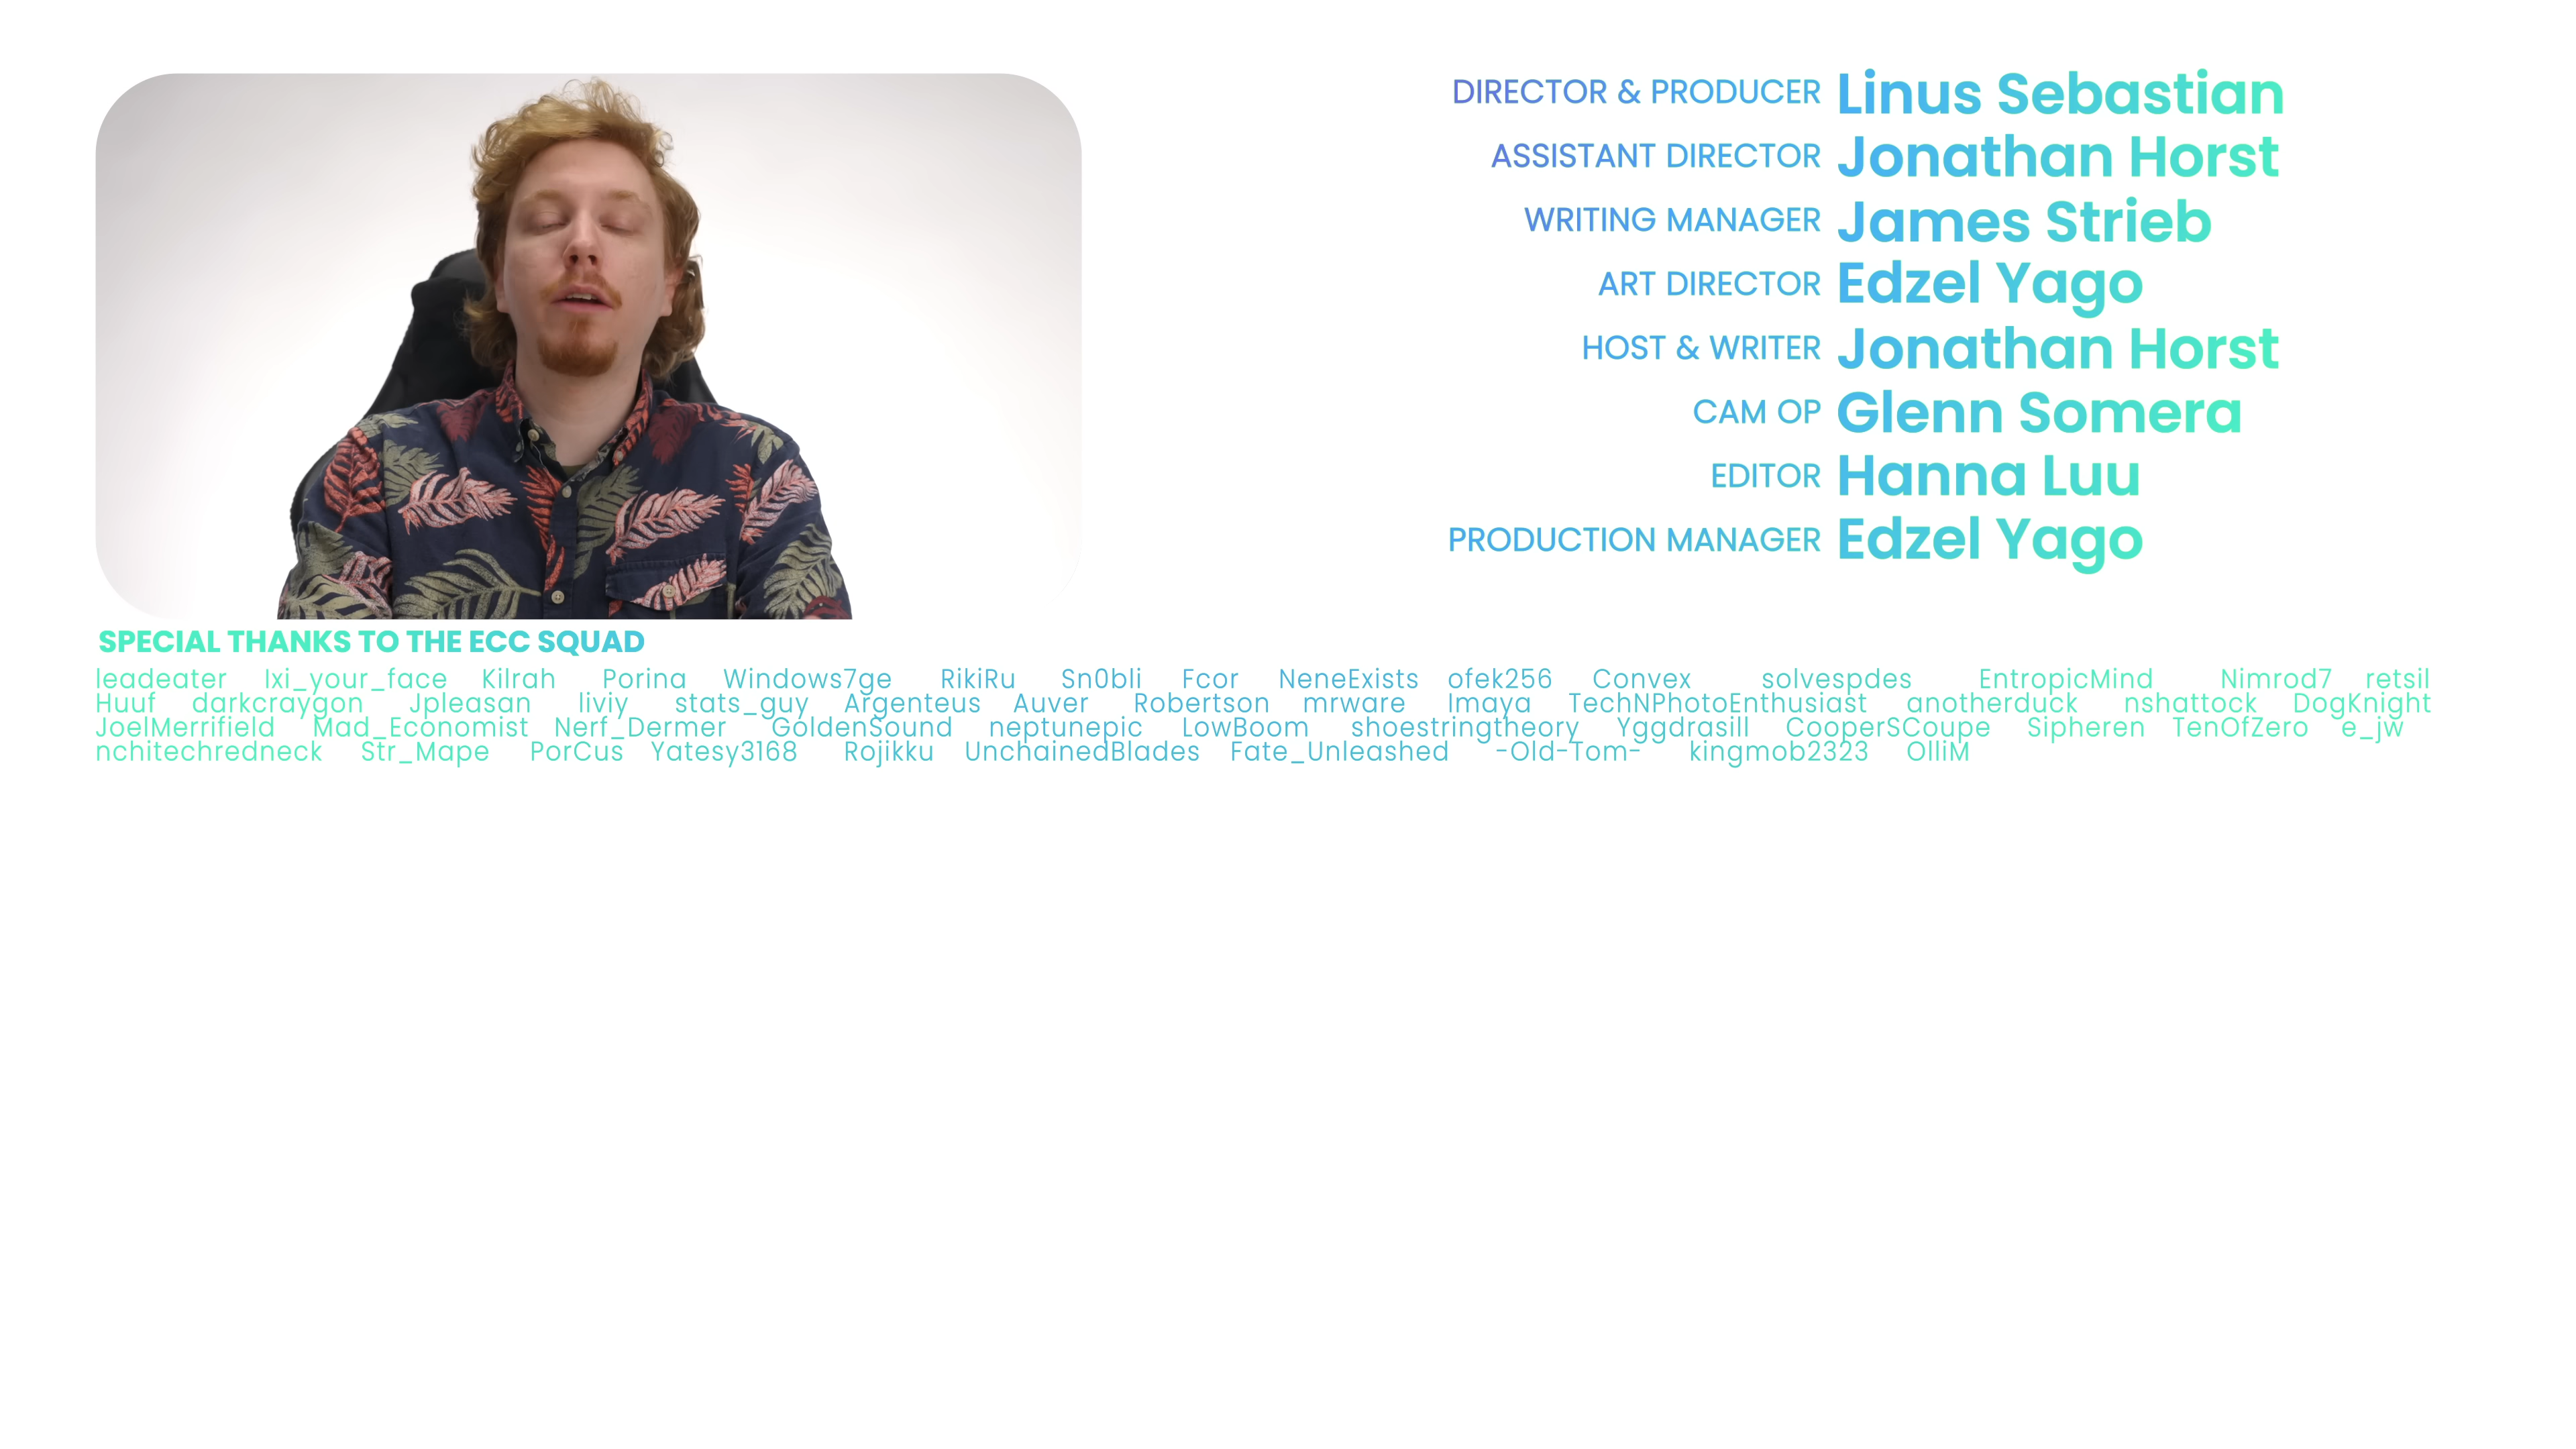 DIRECTOR & PRODUCER Linus Sebastian
ASSISTANT DIRECTOR Jonathan Horst
WRITING MANAGER James Strieb
ART DIRECTOR Edzel Yago
HOST & WRITER Jonathan Horst
CAM OP Glenn Somera
EDITOR Hanna Luu
PRODUCTION MANAGER Edzel Yago
SPECIAL THANKS TO THE ECC SQUAD
leadeater Ixi_your_face Kilrah Porina Windows7ge RikiRu Sn0bli Fcor NeneExists ofek256 Convex solvespdes EntropicMind Nimrod7 retsil
Huuf darkcraygon Jpleasan liviy stats_guy Argenteus Auver Robertson mrware Imaya TechNPhotoEnthusiast anotherduck nshattock DogKnight
JoelMerrifield Mad_Economist Nerf_Dermer GoldenSound neptunepic LowBoom shoestringtheory Yggdrasill CooperSCoupe Sipheren TenOfZero e_jw
nchitechredneck Str_Mape PorCus Yatesy3168 Rojikku UnchainedBlades Fate_Unleashed -Old-Tom- kingmob2323 OlliM